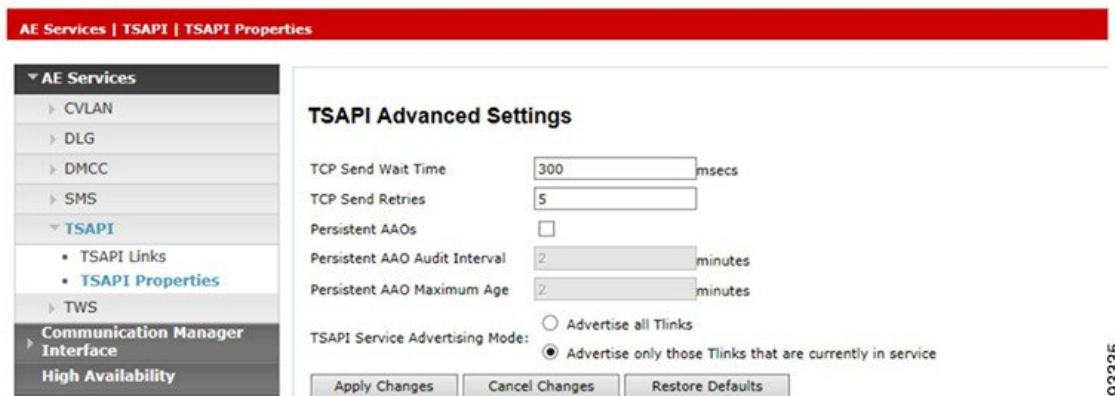 AE Services | TSAPI | TSAPI Properties
AE Services
CVLAN
DLG
DMCC
SMS
TSAPI
TSAPI Links
TSAPI Properties
TWS
Communication Manager
Interface
High Availability
TSAPI Advanced Settings
TCP Send Wait Time 300 msecs
TCP Send Retries 5
Persistent AAOs
Persistent AAO Audit Interval 2 minutes
Persistent AAO Maximum Age 2 minutes
TSAPI Service Advertising Mode:
Advertise all Tlinks
Advertise only those Tlinks that are currently in service
Apply Changes Cancel Changes Restore Defaults